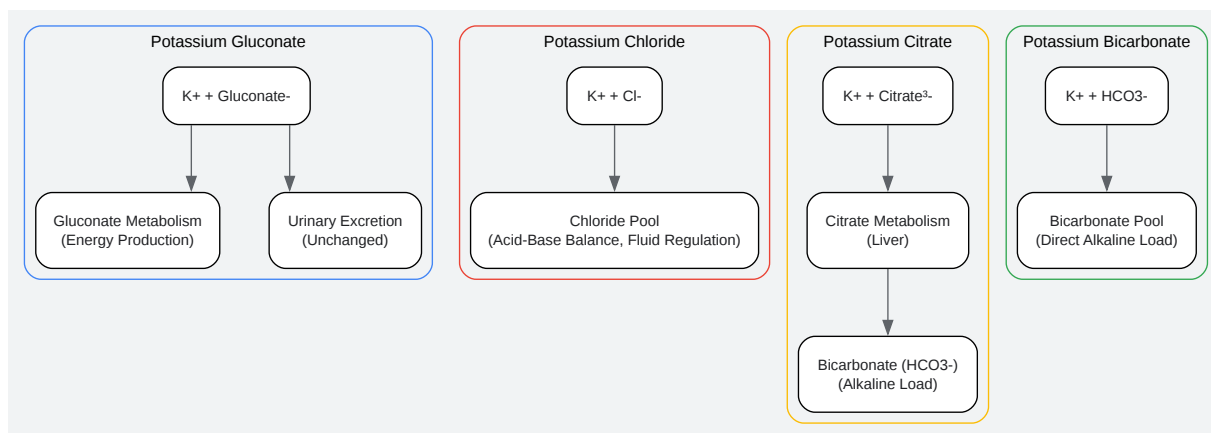 Potassium Gluconate
K+ + Gluconate-
Gluconate Metabolism
(Energy Production)
Urinary Excretion
(Unchanged)
Potassium Chloride
K+ + Cl-
Chloride Pool
(Acid-Base Balance, Fluid Regulation)
Potassium Citrate
K+ + Citrate³-
Citrate Metabolism
(Liver)
Bicarbonate (HCO3-)
(Alkaline Load)
Potassium Bicarbonate
K+ + HCO3-
Bicarbonate Pool
(Direct Alkaline Load)